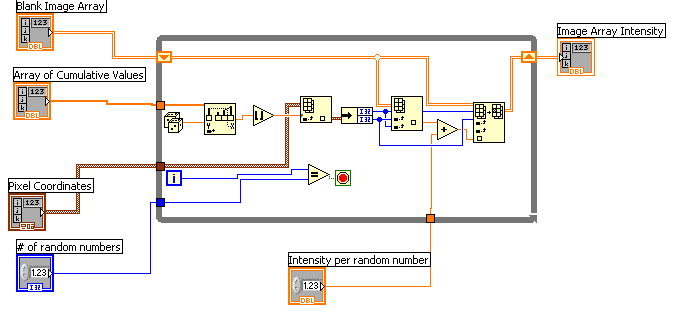 Blank Image Array
i
j
k
123
DBL
Image Array Intensity
i
j
k
123
DBL
Array of Cumulative Values
i
j
k
123
DBL
I32
I32
+
Pixel Coordinates
i
j
k
123
i
=
# of random numbers
1.23
I32
Intensity per random number
1.23
DBL